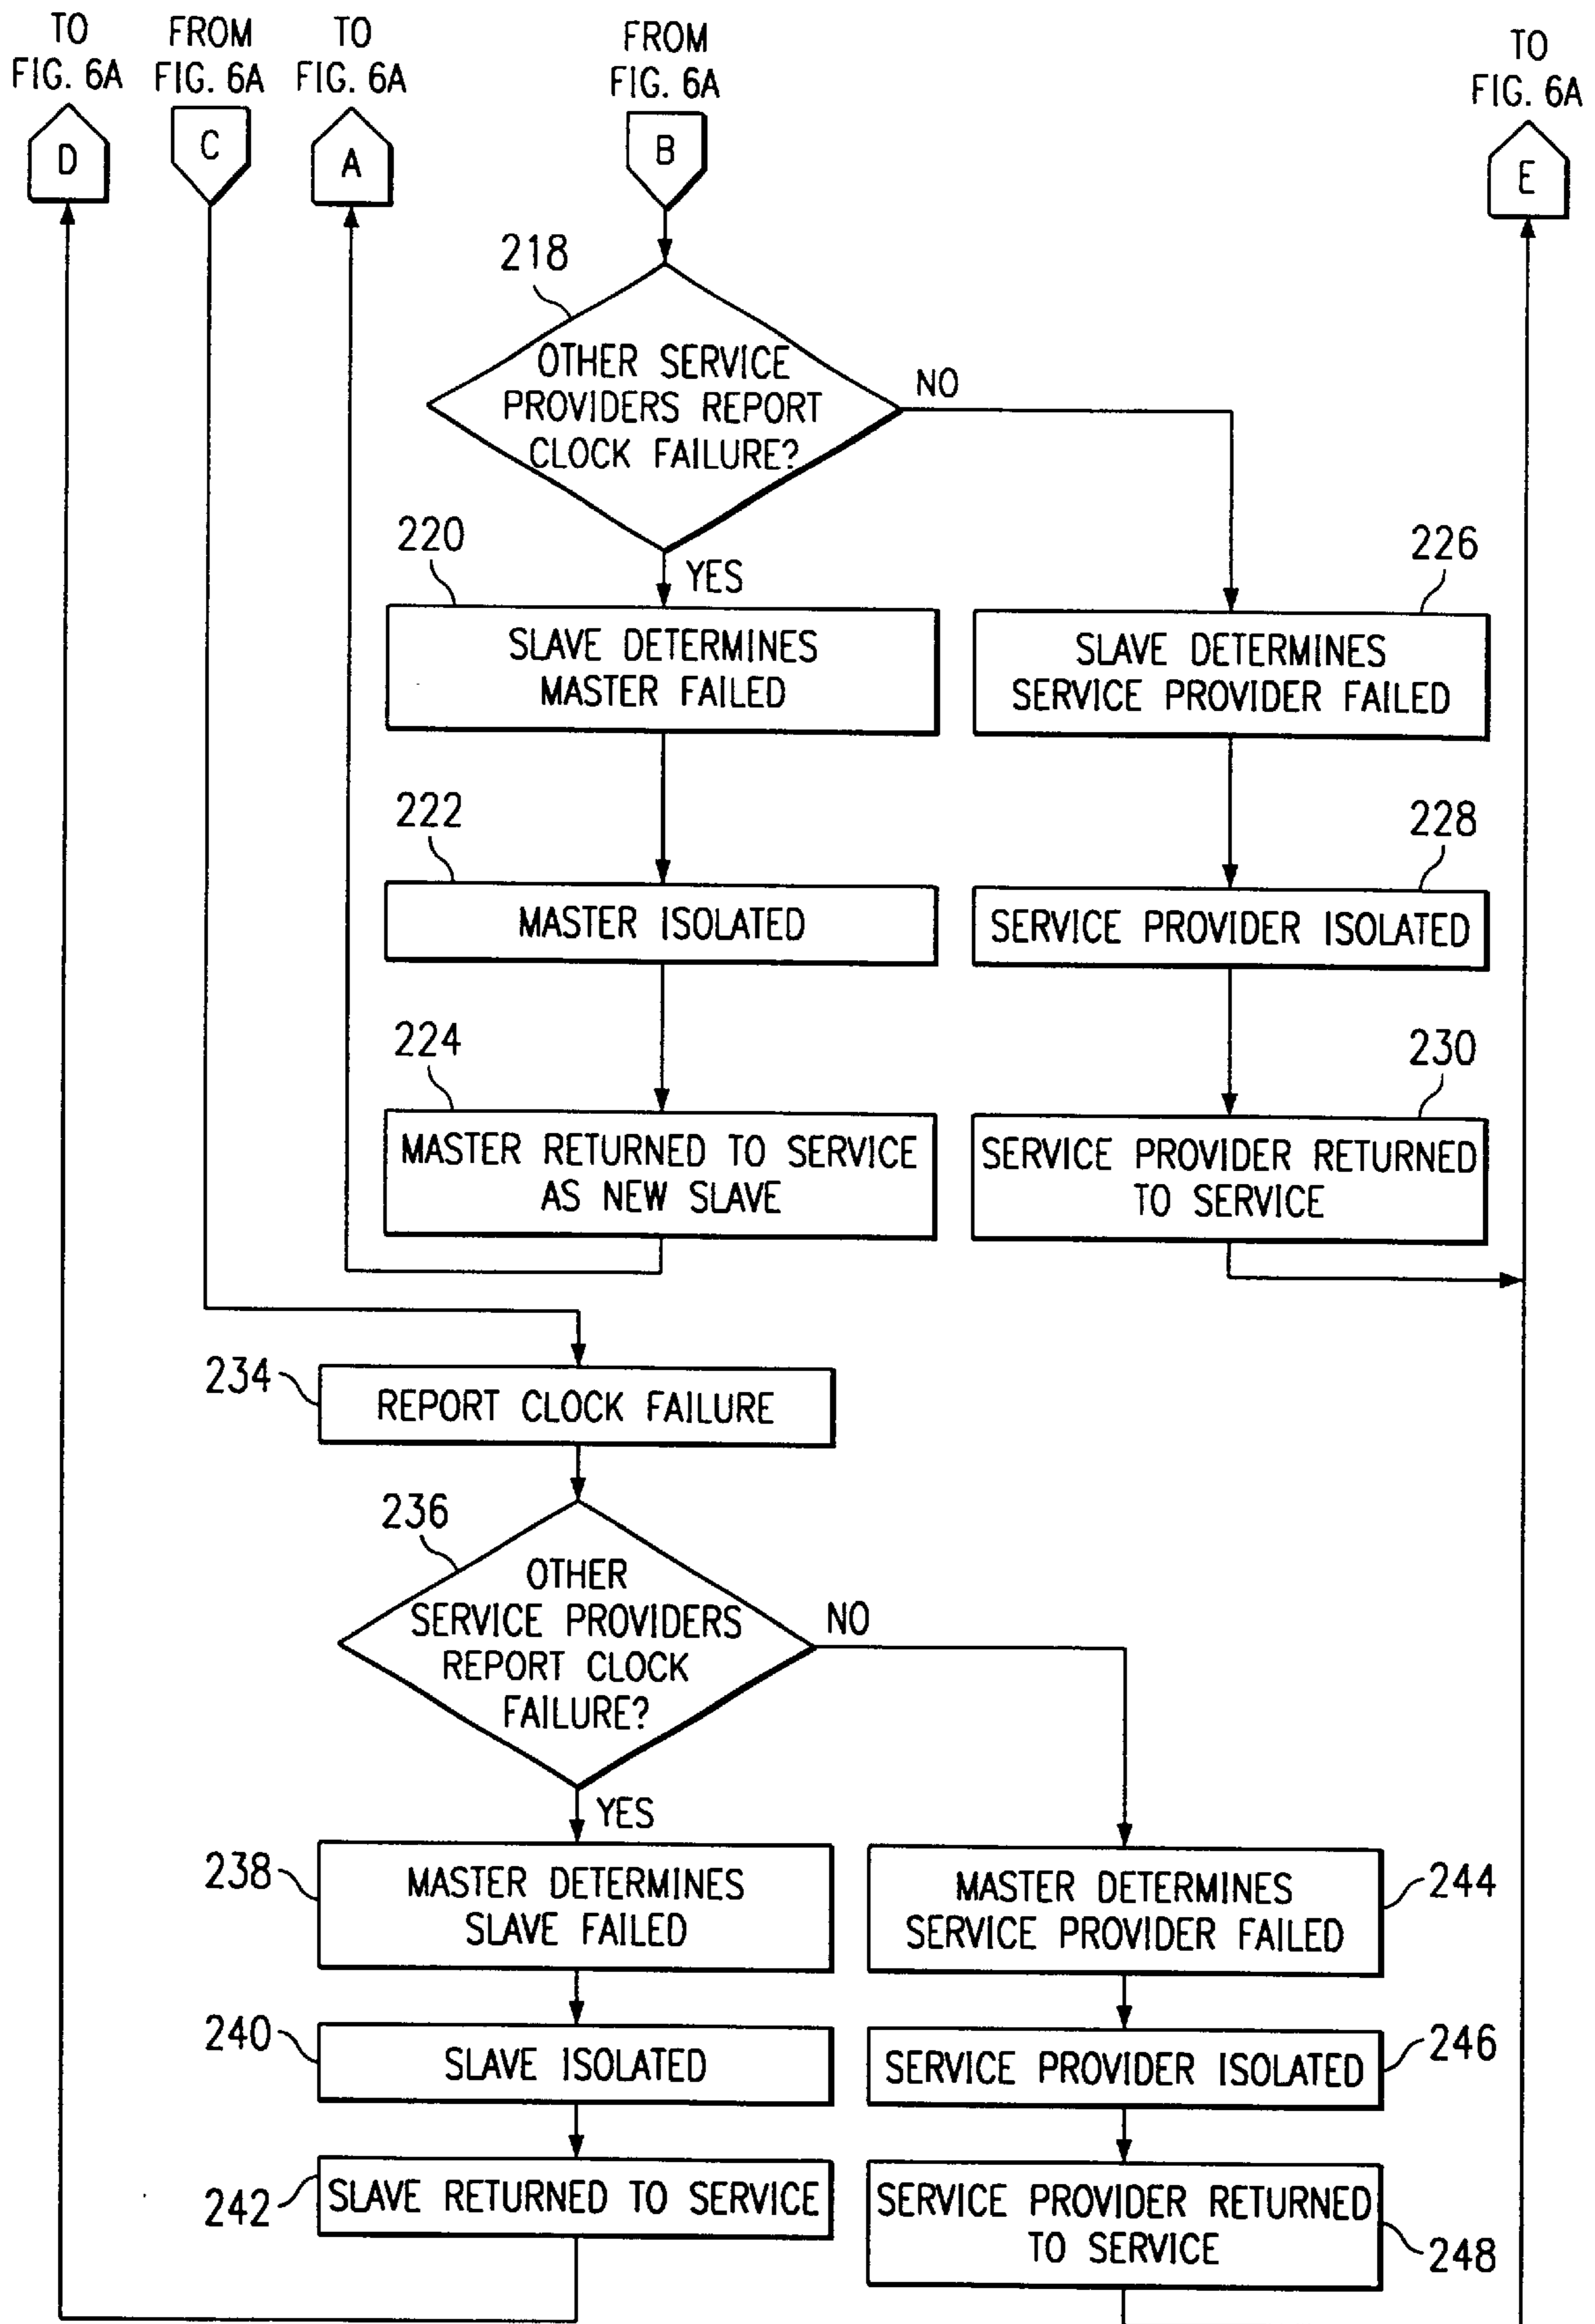 TO
FIG. 6A
D
FROM
FIG. 6A
C
TO
FIG. 6A
A
FROM
FIG. 6A
B
TO
FIG. 6A
E
218
OTHER SERVICE
PROVIDERS REPORT
CLOCK FAILURE?
NO
YES
220
SLAVE DETERMINES
MASTER FAILED
226
SLAVE DETERMINES
SERVICE PROVIDER FAILED
222
MASTER ISOLATED
228
SERVICE PROVIDER ISOLATED
224
MASTER RETURNED TO SERVICE
AS NEW SLAVE
230
SERVICE PROVIDER RETURNED
TO SERVICE
234
REPORT CLOCK FAILURE
236
OTHER
SERVICE PROVIDERS
REPORT CLOCK
FAILURE?
NO
YES
238
MASTER DETERMINES
SLAVE FAILED
MASTER DETERMINES
SERVICE PROVIDER FAILED
244
240
SLAVE ISOLATED
SERVICE PROVIDER ISOLATED
246
242
SLAVE RETURNED TO SERVICE
SERVICE PROVIDER RETURNED
TO SERVICE
248